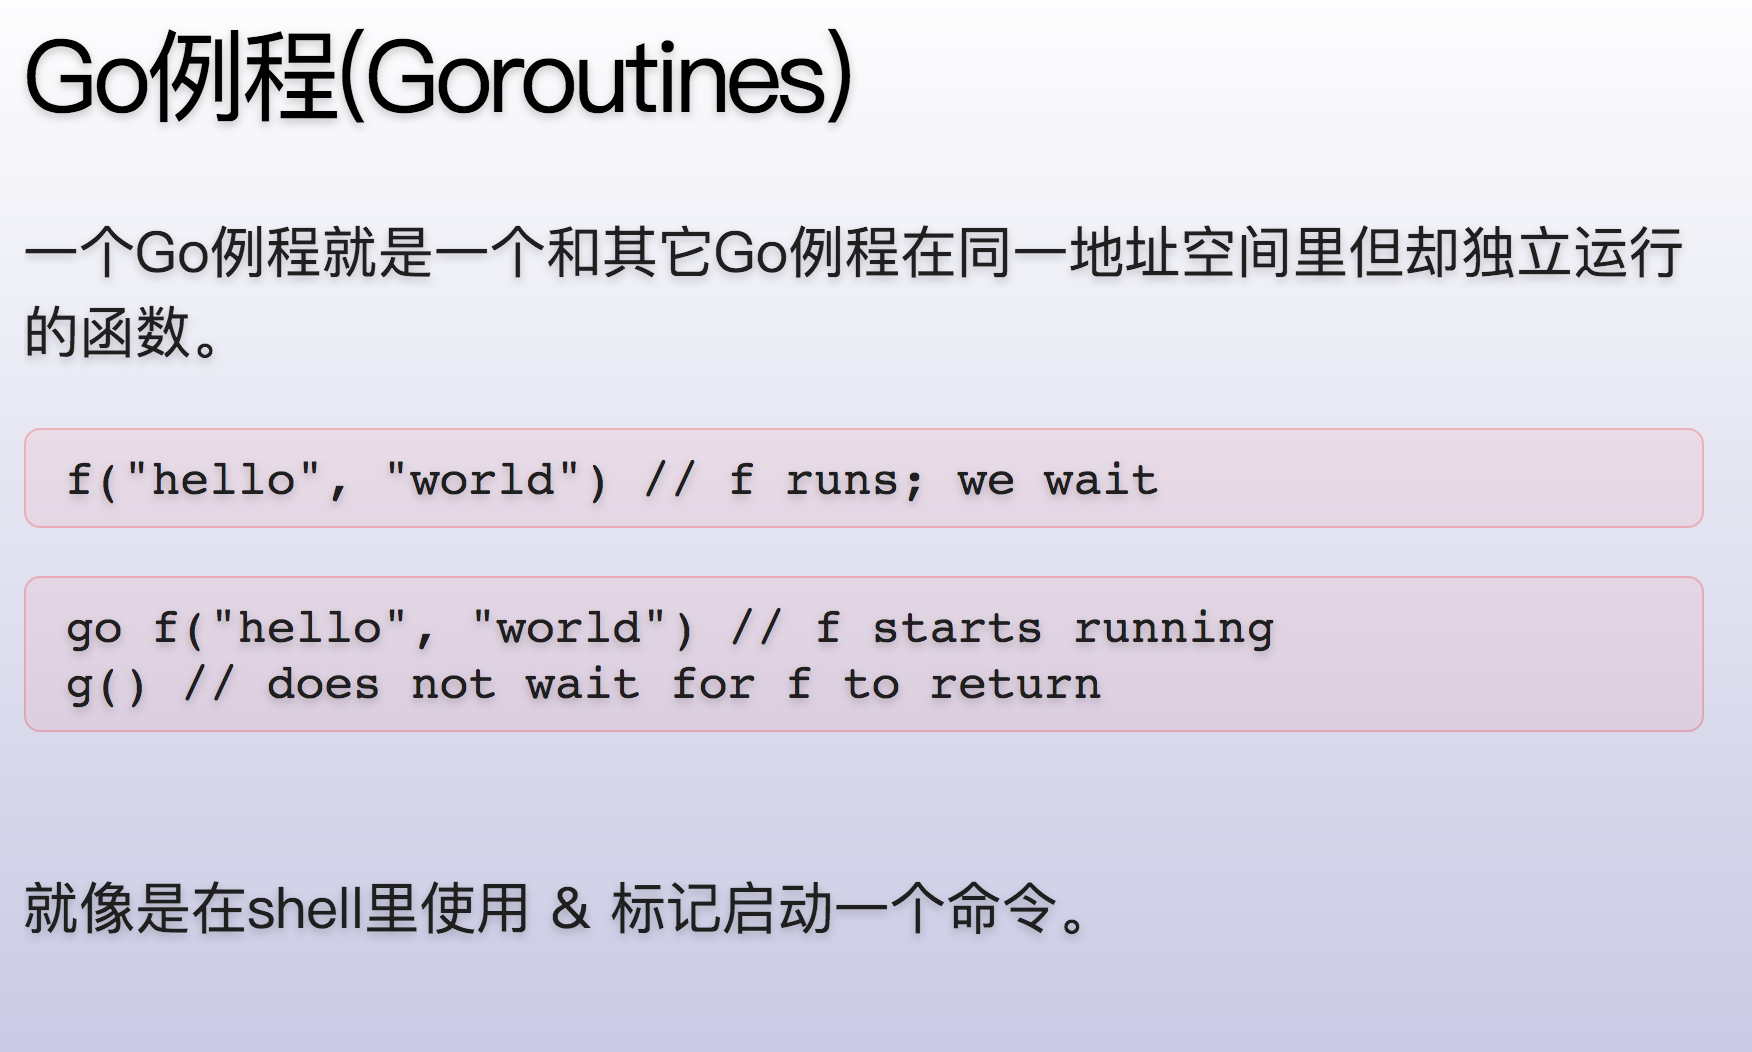 Go例程(Goroutines)
一个Go例程就是一个和其它Go例程在同一地址空间里但却独立运行
的函数。
f("hello", "world") // f runs; we wait
go f("hello", "world") // f starts running
g() // does not wait for f to return
就像是在shell里使用 & 标记启动一个命令。